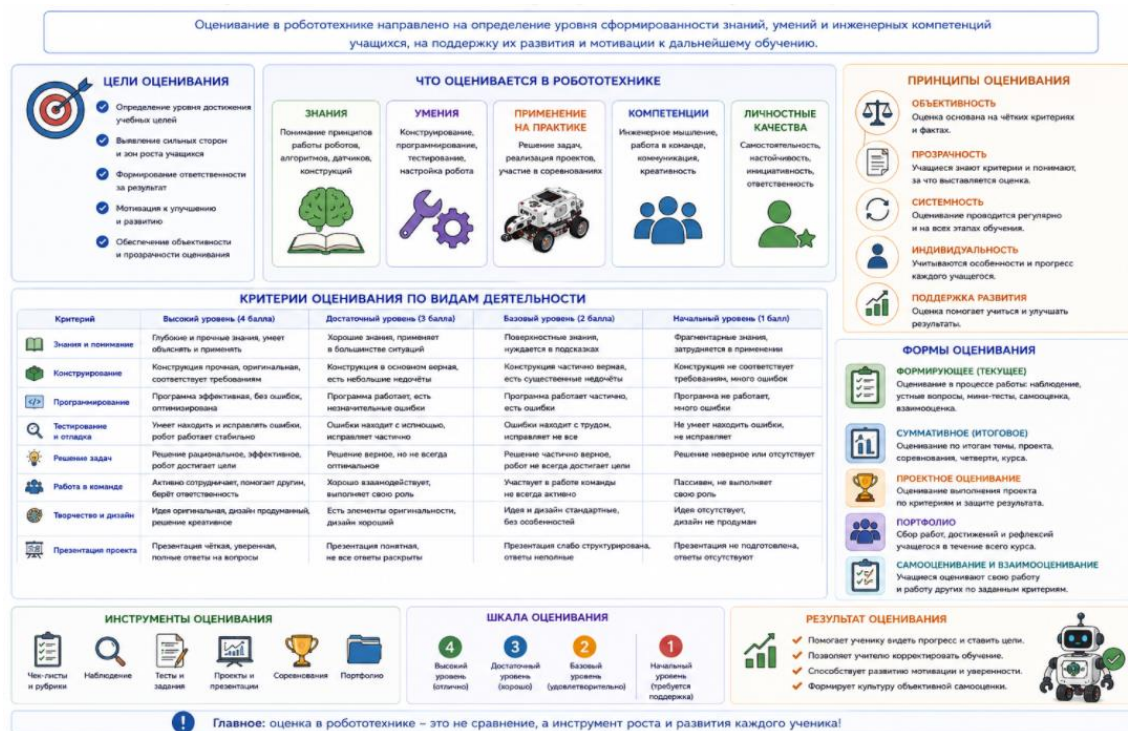 Оценивание в робототехнике направлено на определение уровня сформированности знаний, умений и инженерных компетенций
учащихся, на поддержку их развития и мотивации к дальнейшему обучению.
ЦЕЛИ ОЦЕНИВАНИЯ
Определение уровня достижения
учебных целей
Выявление сильных сторон
и зон роста учащихся
Формирование ответственности
за результат
Мотивация к улучшению
и развитию
Обеспечение объективности
и прозрачности оценивания
ЧТО ОЦЕНИВАЕТСЯ В РОБОТОТЕХНИКЕ
ЗНАНИЯ
Понимание принципов
работы роботов,
алгоритмов, датчиков,
конструкций
УМЕНИЯ
Конструирование,
программирование,
тестирование,
настройка робота
ПРИМЕНЕНИЕ
НА ПРАКТИКЕ
Решение задач,
реализация проектов,
участие в соревнованиях
КОМПЕТЕНЦИИ
Инженерное мышление,
работа в команде,
коммуникация,
креативность
ЛИЧНОСТНЫЕ
КАЧЕСТВА
Самостоятельность,
настойчивость,
инициативность,
ответственность
ПРИНЦИПЫ ОЦЕНИВАНИЯ
ОБЪЕКТИВНОСТЬ
Оценка основана на чётких критериях
и фактах.
ПРОЗРАЧНОСТЬ
Учащиеся знают критерии и понимают,
за что выставляется оценка.
СИСТЕМНОСТЬ
Оценивание проводится регулярно
и на всех этапах обучения.
ИНДИВИДУАЛЬНОСТЬ
Учитываются особенности и прогресс
каждого учащегося.
ПОДДЕРЖКА РАЗВИТИЯ
Оценка помогает учиться и улучшать
результаты.
КРИТЕРИИ ОЦЕНИВАНИЯ ПО ВИДАМ ДЕЯТЕЛЬНОСТИ
Критерий Высокий уровень (4 балла) Достаточный уровень (3 балла) Базовый уровень (2 балла) Начальный уровень (1 балл)
Знания и понимание
Глубокие и прочные знания, умеет
объяснять и применять
Хорошие знания, применяет
в большинстве ситуаций
Поверхностные знания,
нуждается в подсказках
Фрагментарные знания,
затрудняется в применении
Конструирование
Конструкция прочная, оригинальная,
соответствует требованиям
Конструкция в основном верная,
есть небольшие недочёты
Конструкция частично верная,
есть существенные недочёты
Конструкция не соответствует
требованиям, много ошибок
Программирование
Программа эффективная, без ошибок,
оптимизирована
Программа работает, есть
незначительные ошибки
Программа работает частично,
есть ошибки
Программа не работает,
много ошибок
Тестирование
и отладка
Умеет находить и исправлять ошибки,
робот работает стабильно
Ошибки находит с испмощью,
исправляет частично
Ошибки находит с трудом,
исправляет не все
Не умеет находить ошибки,
не исправляет
Решение задач
Решение рациональное, эффективное,
робот достигает цели
Решение верное, но не всегда
оптимальное
Решение частично верное,
робот не всегда достигает цели
Решение неверное или отсутствует
Работа в команде
Активно сотрудничает, помогает другим,
берёт ответственность
Хорошо взаимодействует,
выполняет свою роль
Участвует в работе команды
не всегда активно
Пассивен, не выполняет
свою роль
Творчество и дизайн
Идея оригинальная, дизайн продуманный,
решение креативное
Есть элементы оригинальности,
дизайн хороший
Идея и дизайн стандартные,
без особенностей
Идея отсутствует,
дизайн не продуман
Презентация проекта
Презентация чёткая, уверенная,
полные ответы на вопросы
Презентация понятная,
не все ответы раскрыты
Презентация слабо структурирована,
ответы неполные
Презентация не подготовлена,
ответы отсутствуют
ФОРМЫ ОЦЕНИВАНИЯ
ФОРМИРУЮЩЕЕ (ТЕКУЩЕЕ)
Оценивание в процессе работы: наблюдение,
устные вопросы, мини-тесты, самооценка,
взаимооценка.
СУММАТИВНОЕ (ИТОГОВОЕ)
Оценивание по итогам темы, проекта,
соревнования, четверти, курса.
ПРОЕКТНОЕ ОЦЕНИВАНИЕ
Оценивание выполнения проекта
по критериям и защите результата.
ПОРТФОЛИО
Сбор работ, достижений и рефлексий
учащегося в течение всего курса.
САМООЦЕНИВАНИЕ И ВЗАИМООЦЕНИВАНИЕ
Учащиеся оценивают свою работу
и работу других по заданным критериям.
ИНСТРУМЕНТЫ ОЦЕНИВАНИЯ
Чек-листы
и рубрики
Наблюдение
Тесты и
задания
Проекты и
презентации
Соревнования
Портфолио
ШКАЛА ОЦЕНИВАНИЯ
4
Высокий
уровень
(отлично)
3
Достаточный
уровень
(хорошо)
2
Базовый
уровень
(удовлетворительно)
1
Начальный
уровень
(требуется
поддержка)
РЕЗУЛЬТАТ ОЦЕНИВАНИЯ
Помогает ученику видеть прогресс и ставить цели.
Позволяет учителю корректировать обучение.
Способствует развитию мотивации и уверенности.
Формирует культуру объективной самооценки.
Главное: оценка в робототехнике – это не сравнение, а инструмент роста и развития каждого ученика!